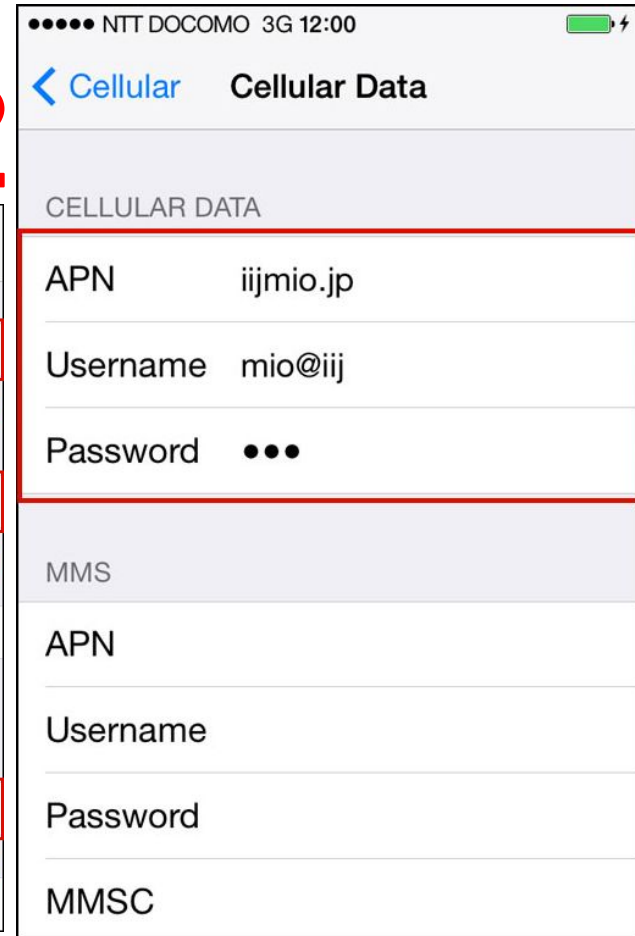 ●●●●● NTT DOCOMO 3G 12:00
Cellular Cellular Data
CELLULAR DATA
APN iijmio.jp
Username mio@iij
Password ●●●
MMS
APN
Username
Password
MMSC